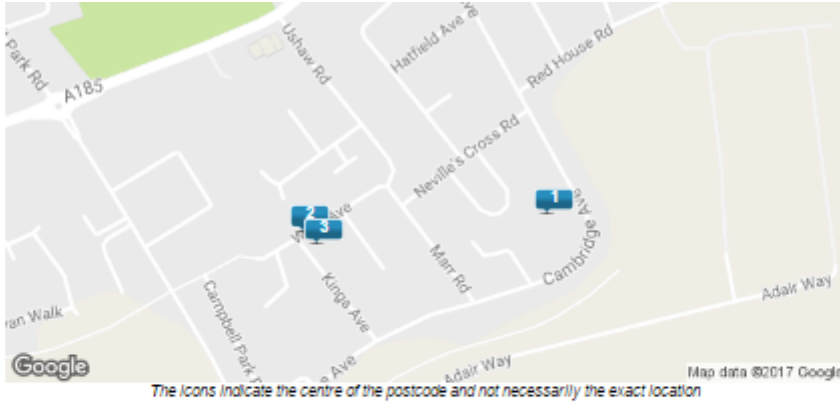 Park Rd
A185
Ushaw Rd
Hatfield Ave
Red House Rd
Neville's Cross Rd
1
2
Ave
3
Cambridge Ave
Marr Rd
Kings Ave
Campbell Park
Walk
Adair Way
Adair Way
Ave
Google
Map data ©2017 Google
The icons indicate the centre of the postcode and not necessarily the exact location